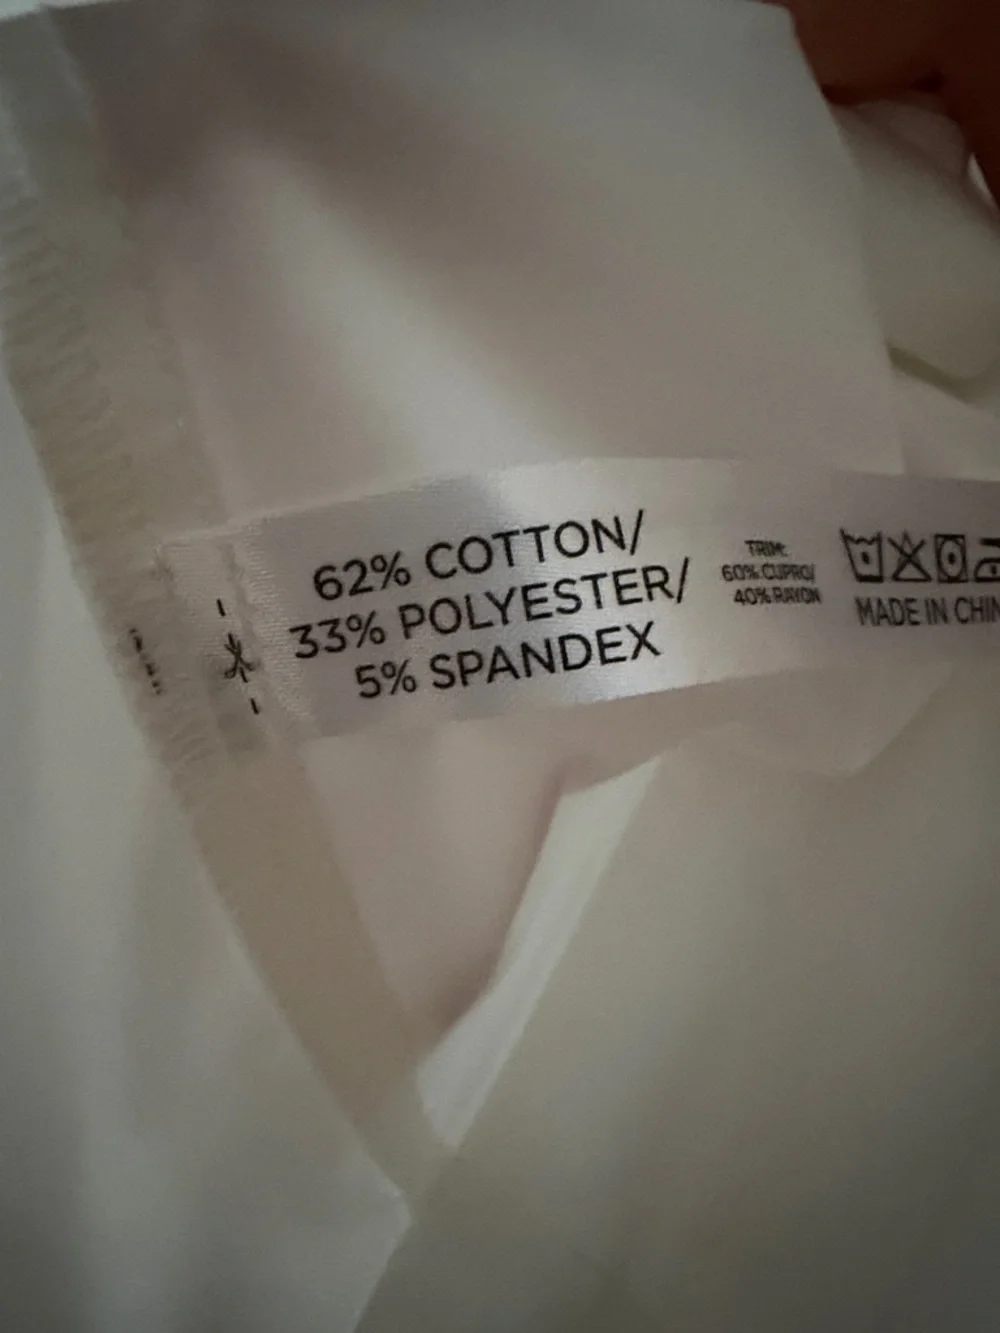 62% COTTON/
33% POLYESTER/
5% SPANDEX
TRIM:
60% CUPRO/
40% RAYON
MADE IN CHIN